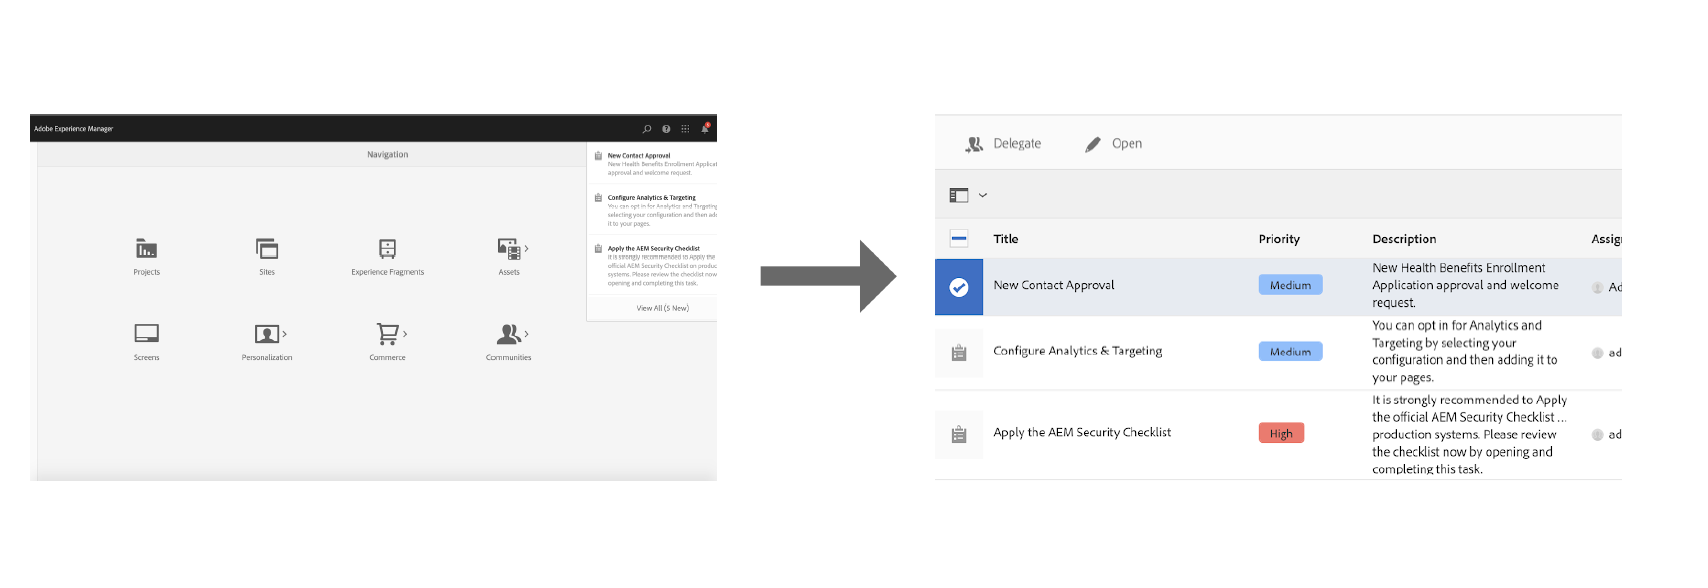 Adobe Experience Manager
Navigation
New Contact Approval
New Health Benefits Enrollment Applicat
approval and welcome request.
Configure Analytics & Targeting
You can opt in for Analytics and Targeting
selecting your configuration and then add
it to your pages.
Apply the AEM Security Checklist
It is strongly recommended to Apply the
official AEM Security Checklist on produc
systems. Please review the checklist now
opening and completing this task.
View All (5 New)
Projects
Sites
Experience Fragments
Assets
Screens
Personalization
Commerce
Communities
Delegate
Open
Title
Priority
Description
Assig
New Contact Approval
Medium
New Health Benefits Enrollment
Application approval and welcome
request.
Ad
Configure Analytics & Targeting
Medium
You can opt in for Analytics and
Targeting by selecting your
configuration and then adding it to
your pages.
ad
Apply the AEM Security Checklist
High
It is strongly recommended to Apply
the official AEM Security Checklist ...
production systems. Please review
the checklist now by opening and
completing this task.
ad